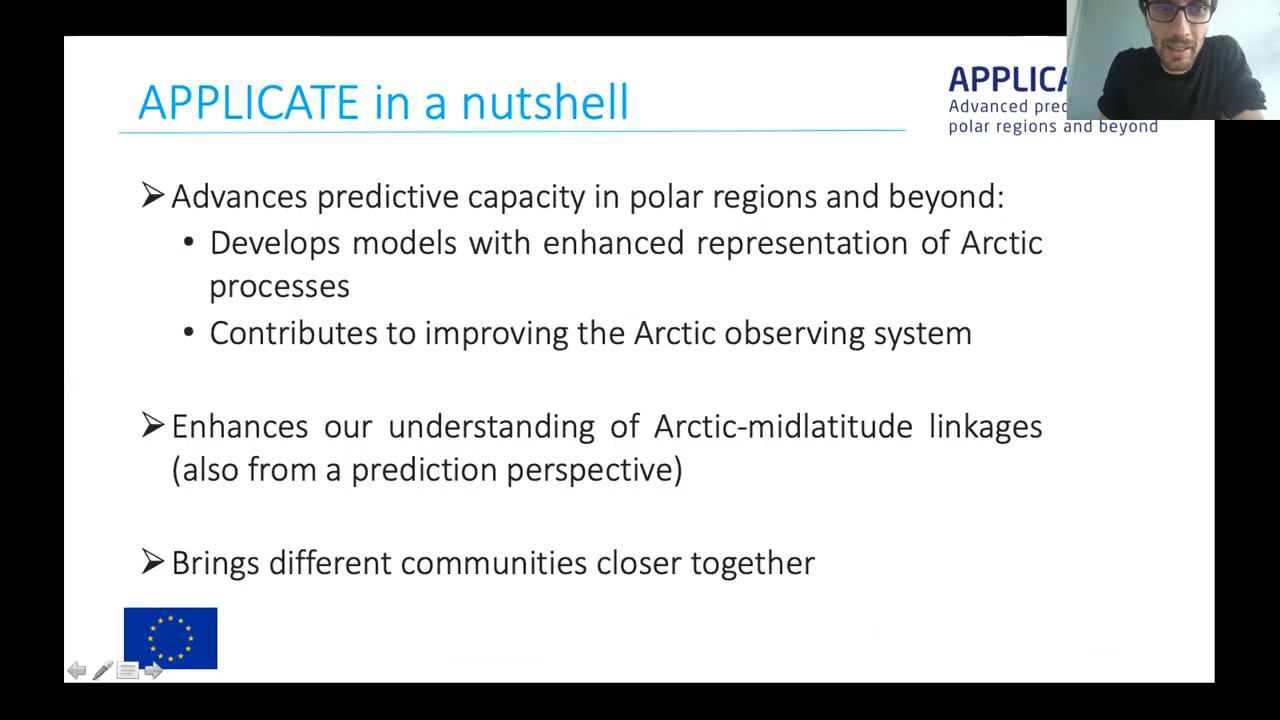 APPLICATE in a nutshell
Advanced
polar regions and beyond
➢ Advances predictive capacity in polar regions and beyond:
• Develops models with enhanced representation of Arctic
processes
• Contributes to improving the Arctic observing system
➢ Enhances our understanding of Arctic-midlatitude linkages
(also from a prediction perspective)
➢ Brings different communities closer together